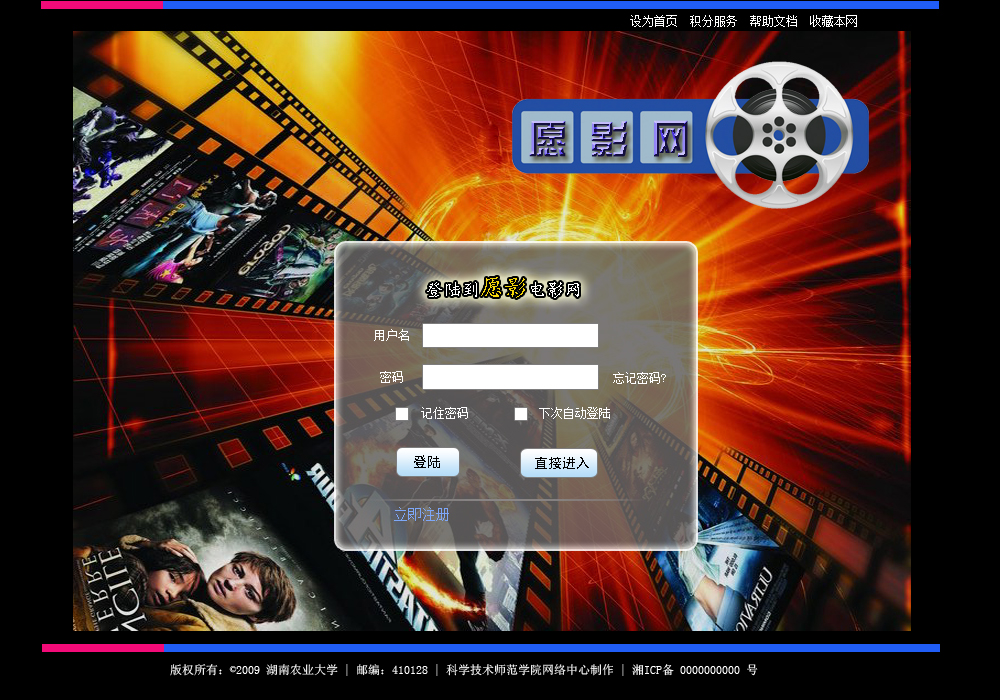 设为首页 积分服务 帮助文档 收藏本网
愿影网
登陆到愿影电影网
用户名
密码 忘记密码?
记住密码 下次自动登陆
登陆 直接进入
立即注册
版权所有：©2009 湖南农业大学 | 邮编：410128 | 科学技术师范学院网络中心制作 | 湘ICP备 0000000000 号